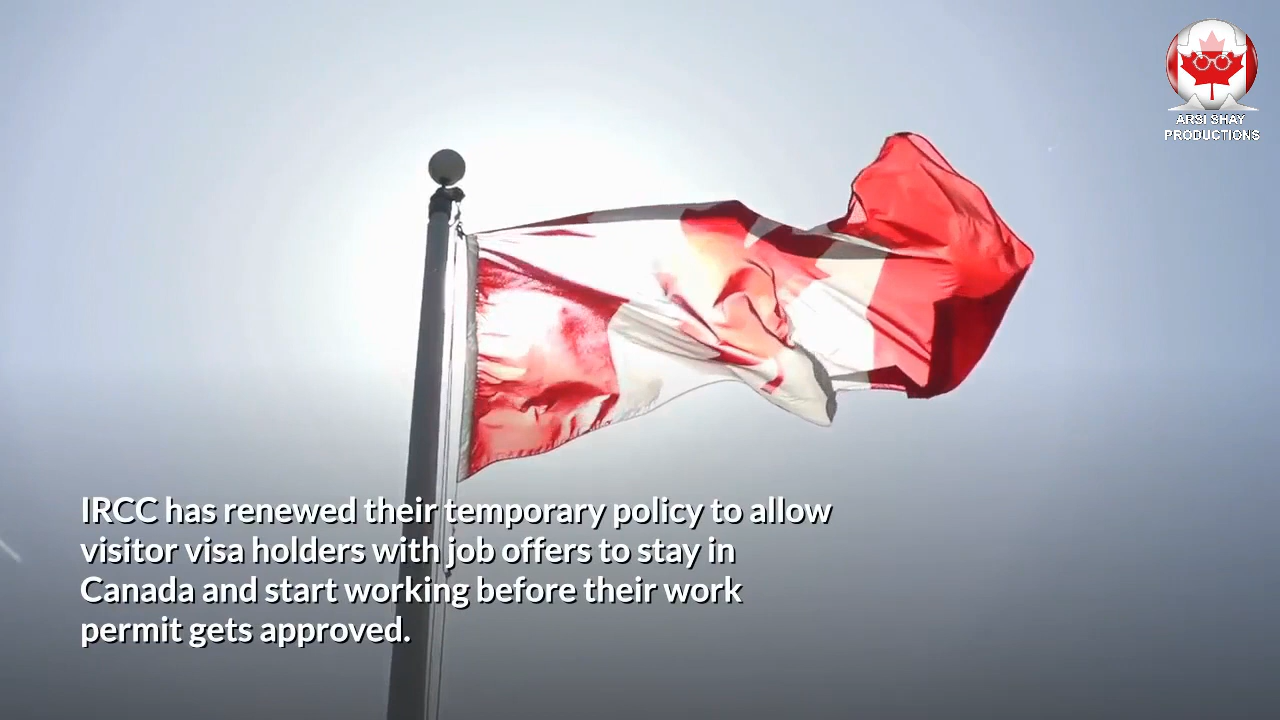 ARSI SHAY
PRODUCTIONS
IRCC has renewed their temporary policy to allow
visitor visa holders with job offers to stay in
Canada and start working before their work
permit gets approved.